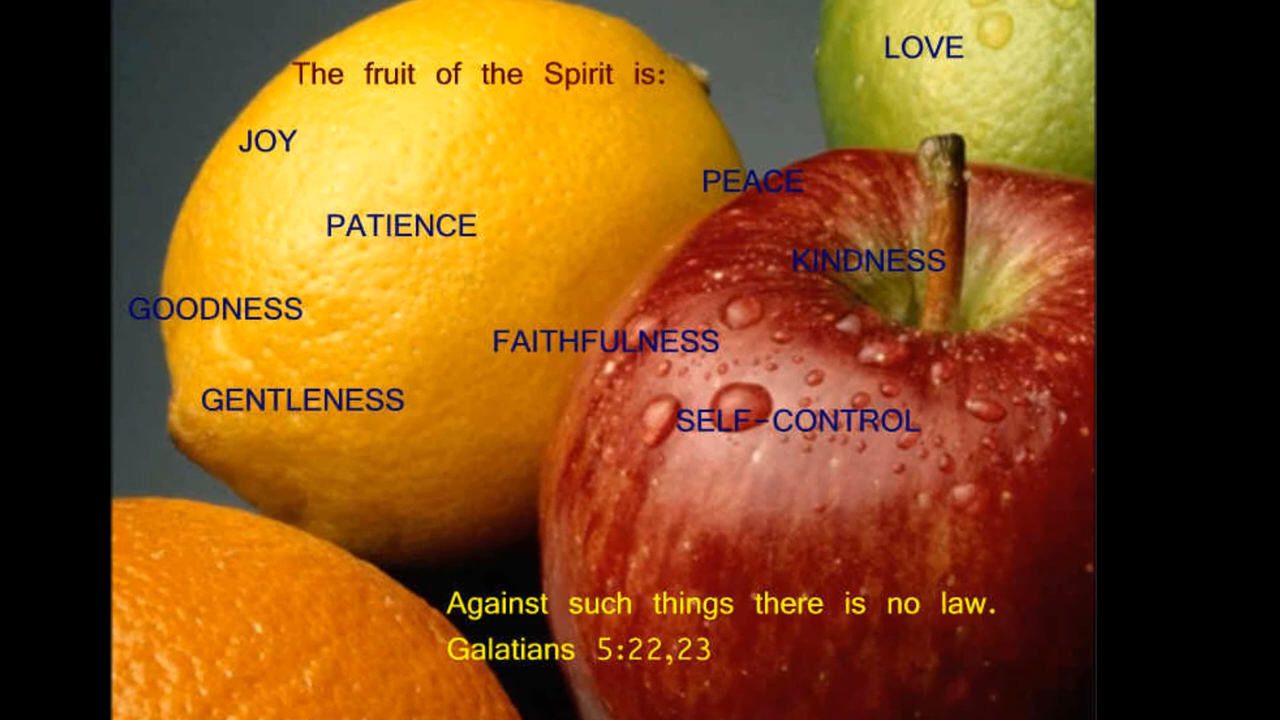 LOVE
The fruit of the Spirit is:
JOY
PEACE
PATIENCE
KINDNESS
GOODNESS
FAITHFULNESS
GENTLENESS
SELF-CONTROL
Against such things there is no law.
Galatians 5:22,23